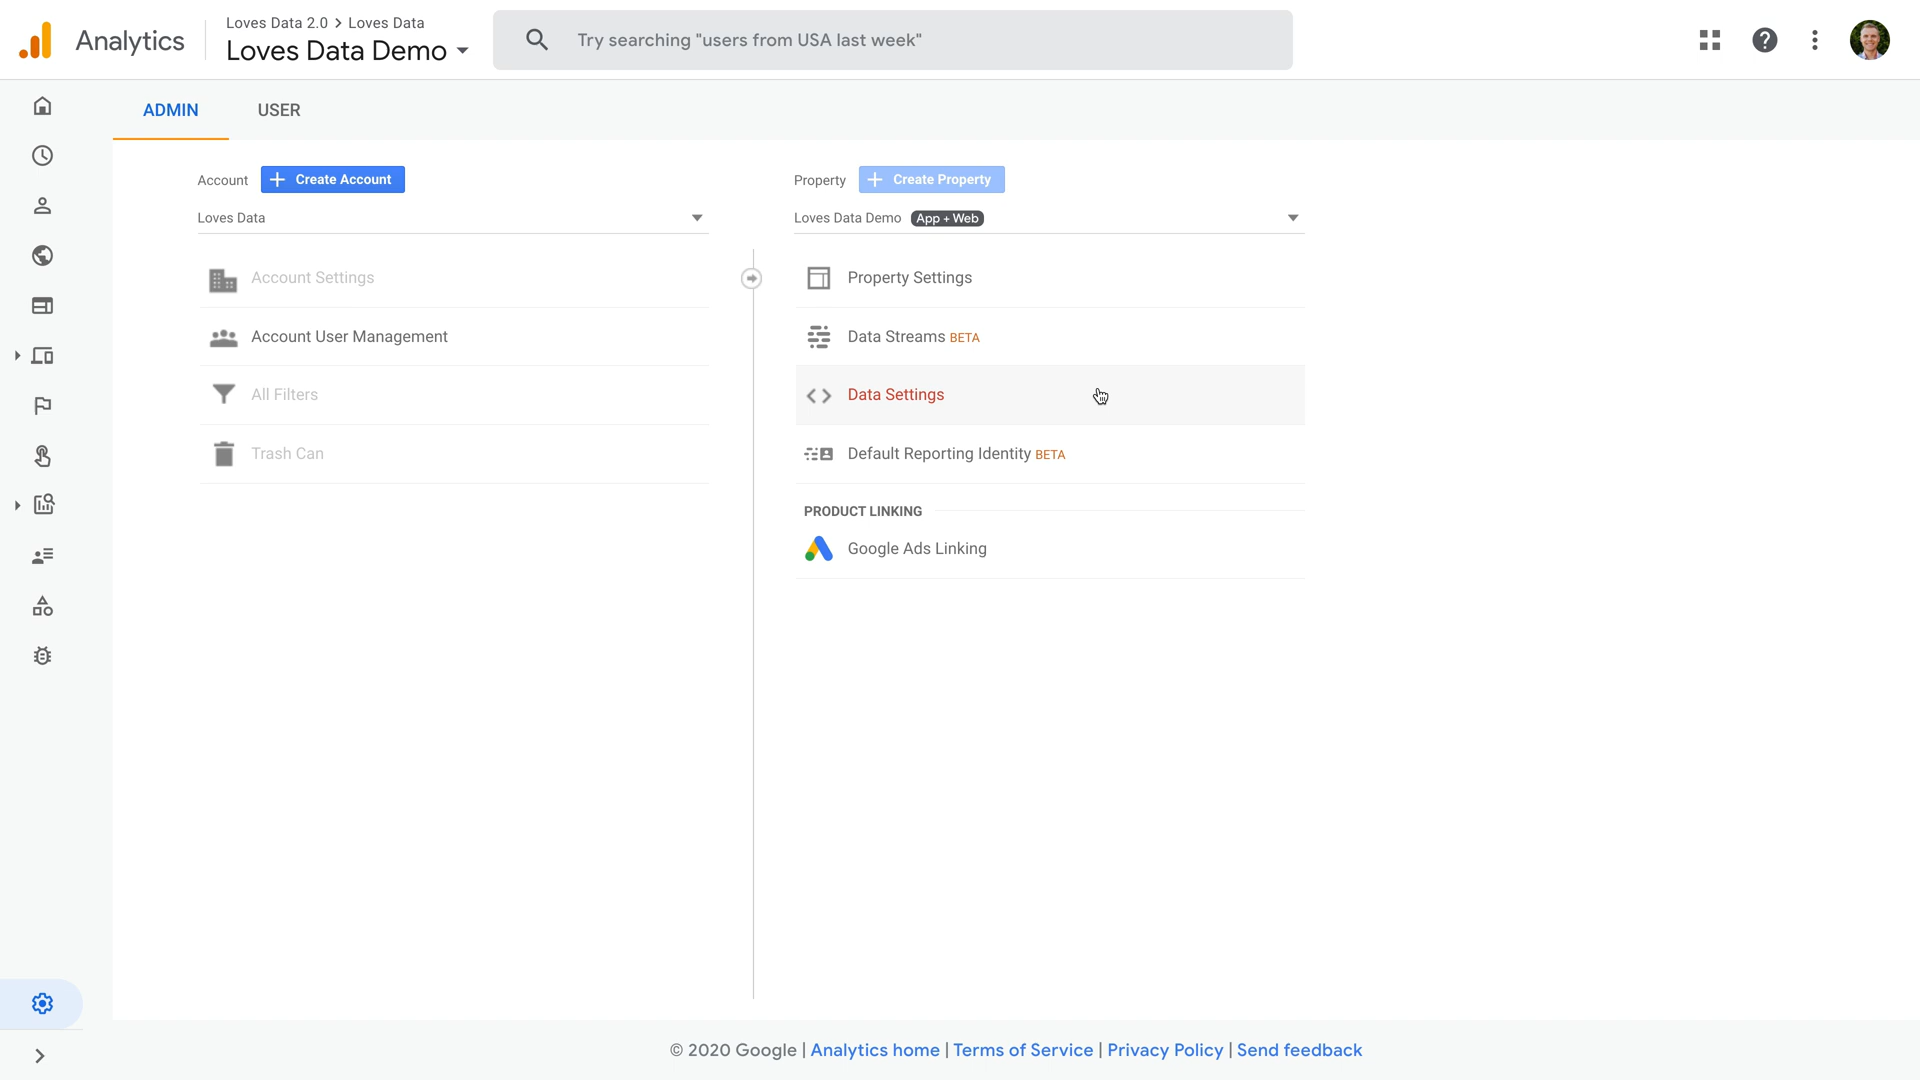 Analytics
Loves Data 2.0 > Loves Data
Loves Data Demo
Try searching "users from USA last week"
ADMIN
USER
Account
Create Account
Loves Data
Account Settings
Account User Management
All Filters
Trash Can
Property
Create Property
Loves Data Demo App + Web
Property Settings
Data Streams BETA
Data Settings
Default Reporting Identity BETA
PRODUCT LINKING
Google Ads Linking
© 2020 Google | Analytics home | Terms of Service | Privacy Policy | Send feedback